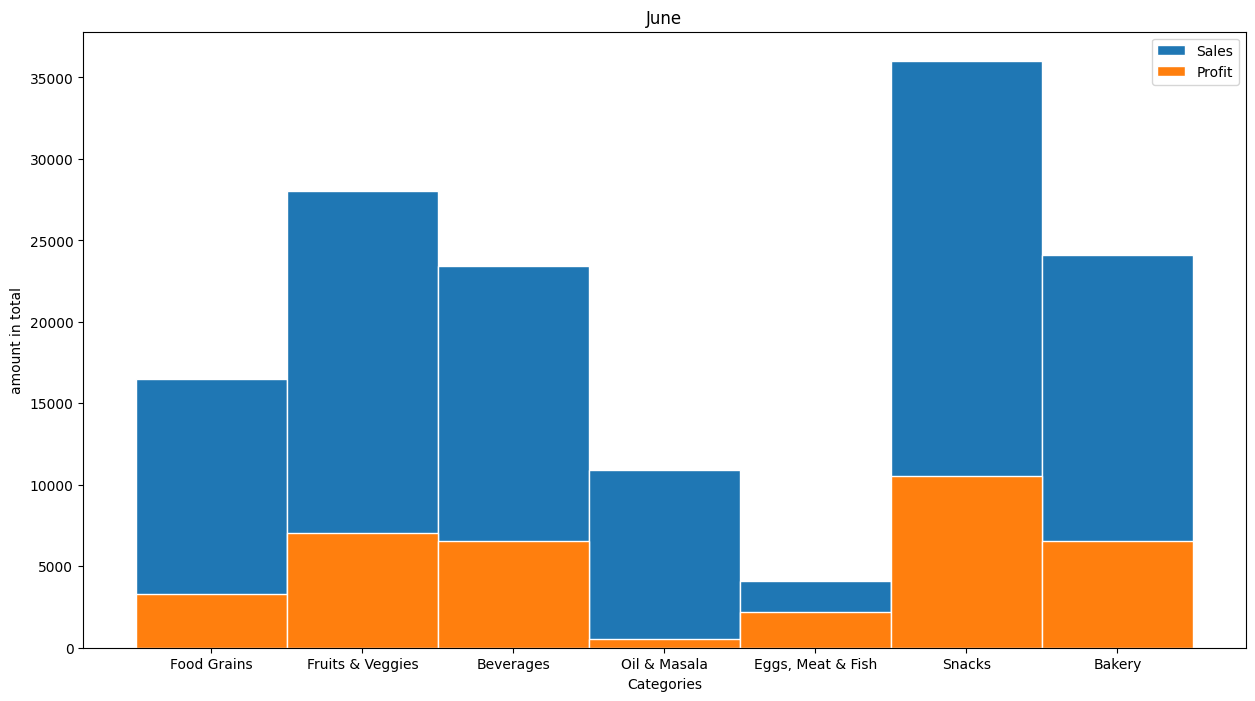 June
Sales
Profit
amount in total
35000
30000
25000
20000
15000
10000
5000
0
Food Grains
Fruits & Veggies
Beverages
Oil & Masala
Eggs, Meat & Fish
Snacks
Bakery
Categories